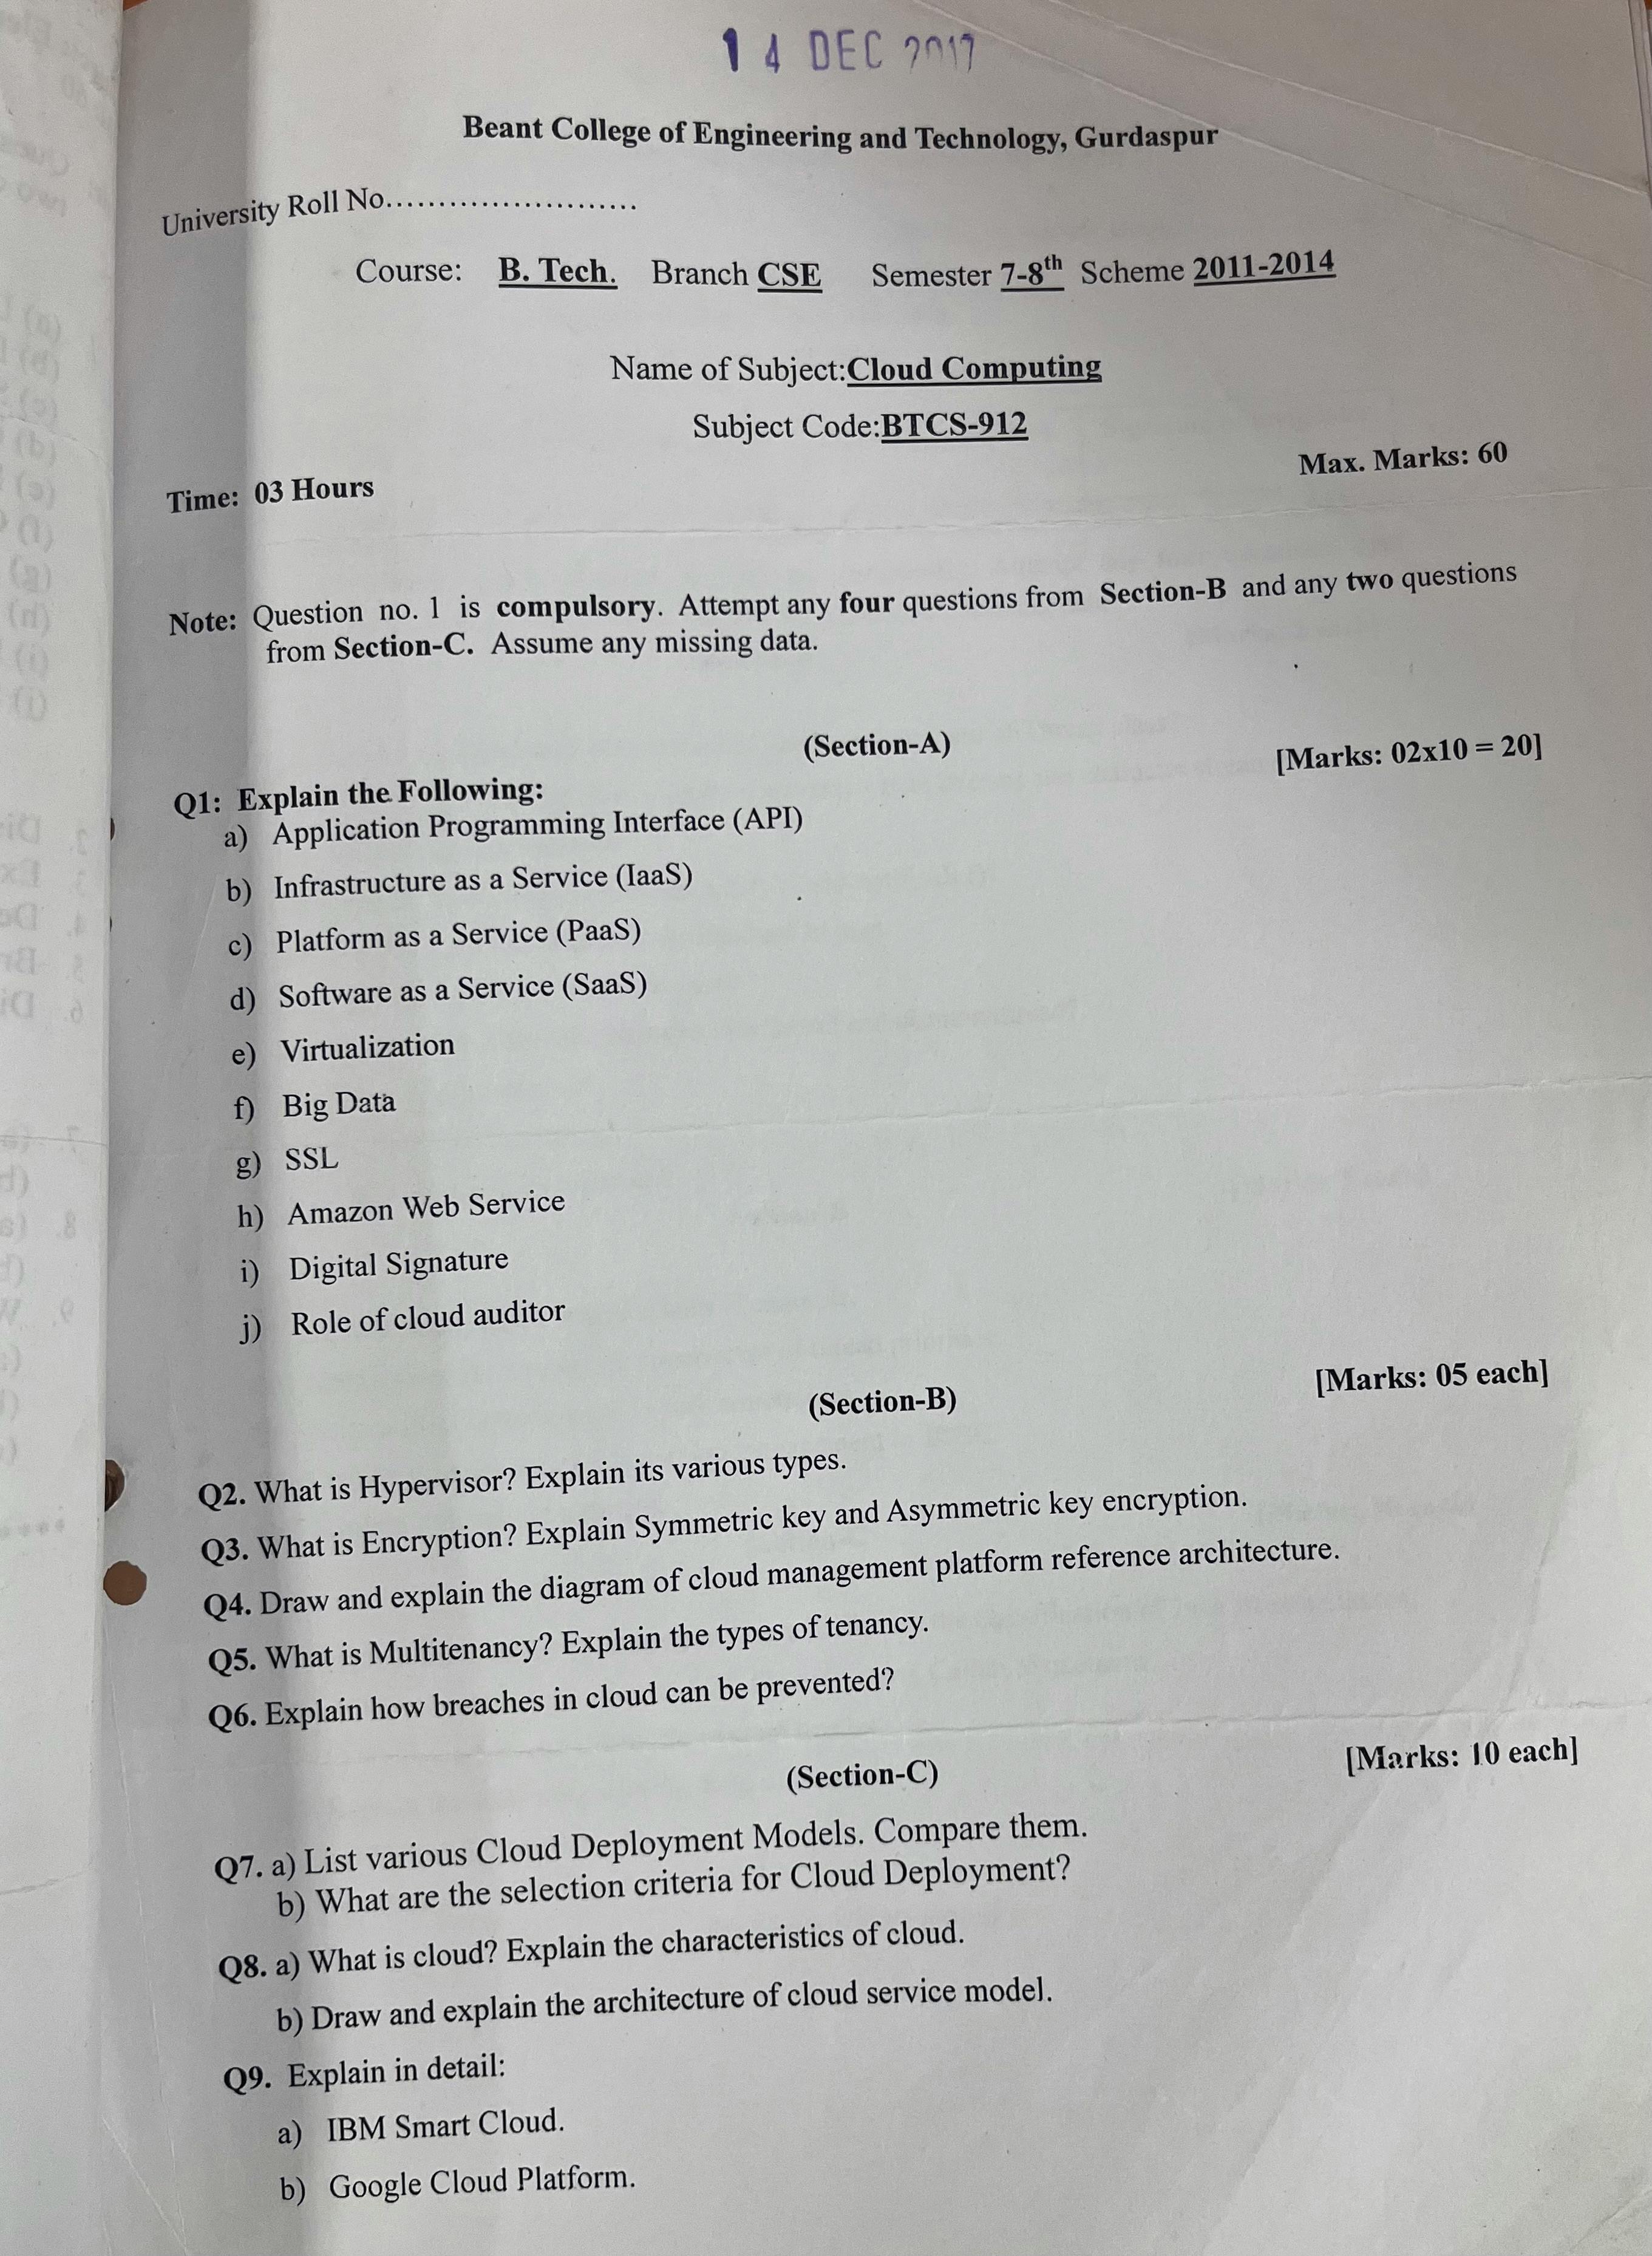 14 DEC 2017
Beant College of Engineering and Technology, Gurdaspur
University Roll No........................
Course: B. Tech. Branch CSE Semester 7-8th Scheme 2011-2014
Name of Subject:Cloud Computing
Subject Code:BTCS-912
Max. Marks: 60
Time: 03 Hours
Note: Question no. 1 is compulsory. Attempt any four questions from Section-B and any two questions
from Section-C. Assume any missing data.
(Section-A)
[Marks: 02x10 = 20]
Q1: Explain the Following:
a) Application Programming Interface (API)
b) Infrastructure as a Service (IaaS)
c) Platform as a Service (PaaS)
d) Software as a Service (SaaS)
e) Virtualization
f) Big Data
g) SSL
h) Amazon Web Service
i) Digital Signature
j) Role of cloud auditor
[Marks: 05 each]
(Section-B)
Q2. What is Hypervisor? Explain its various types.
Q3. What is Encryption? Explain Symmetric key and Asymmetric key encryption.
Q4. Draw and explain the diagram of cloud management platform reference architecture.
Q5. What is Multitenancy? Explain the types of tenancy.
Q6. Explain how breaches in cloud can be prevented?
[Marks: 10 each]
(Section-C)
Q7. a) List various Cloud Deployment Models. Compare them.
b) What are the selection criteria for Cloud Deployment?
Q8. a) What is cloud? Explain the characteristics of cloud.
b) Draw and explain the architecture of cloud service model.
Q9. Explain in detail:
a) IBM Smart Cloud.
b) Google Cloud Platform.